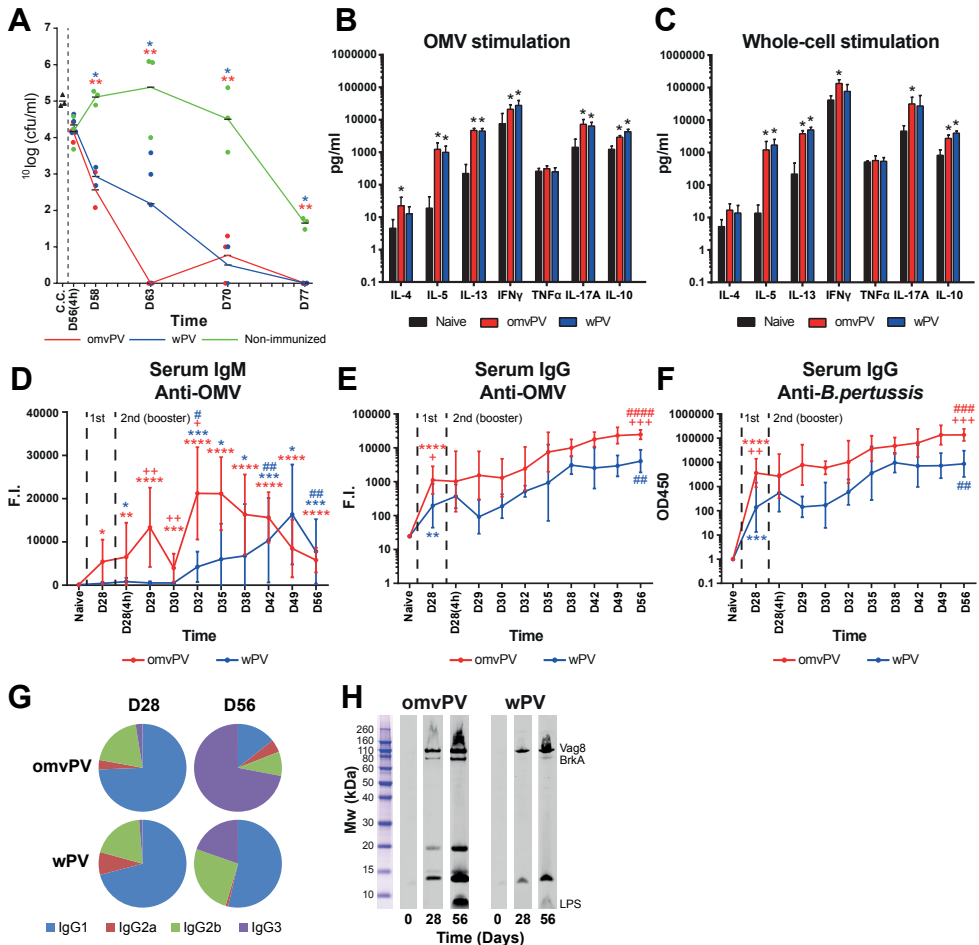 A
¹⁰log (cfu/ml)
6
5
4
3
2
1
0
*
**
*
**
*
**
*
**
C.C.
D56(4h)
D58
D63
D70
D77
Time
omvPV
wPV
Non-immunized
B
OMV stimulation
pg/ml
1000000
100000
10000
1000
100
10
1
0.1
*
* *
* *
* *
* *
* *
IL-4
IL-5
IL-13
IFNγ
TNFα
IL-17A
IL-10
Naive
omvPV
wPV
C
Whole-cell stimulation
pg/ml
1000000
100000
10000
1000
100
10
1
0.1
* *
* *
*
*
* *
IL-4
IL-5
IL-13
IFNγ
TNFα
IL-17A
IL-10
Naive
omvPV
wPV
D
Serum IgM
Anti-OMV
F.I.
40000
30000
20000
10000
0
1st
2nd (booster)
*
*
**
++
****
++
***
#
+
***
****
*
****
*
****
##
***
****
*
##
***
****
Naive
D28
D28(4h)
D29
D30
D32
D35
D38
D42
D49
D56
Time
omvPV
wPV
E
Serum IgG
Anti-OMV
F.I.
1000000
100000
10000
1000
100
10
1
0.1
1st
2nd (booster)
****
+
**
####
+++
##
Naive
D28
D28(4h)
D29
D30
D32
D35
D38
D42
D49
D56
Time
omvPV
wPV
F
Serum IgG
Anti-B.pertussis
OD450
1000000
100000
10000
1000
100
10
1
0.1
1st
2nd (booster)
****
++
***
###
+++
##
Naive
D28
D28(4h)
D29
D30
D32
D35
D38
D42
D49
D56
Time
omvPV
wPV
G
D28
D56
omvPV
wPV
IgG1
IgG2a
IgG2b
IgG3
H
omvPV
wPV
Mw (kDa)
260
160
110
80
60
50
40
30
20
15
10
Vag8
BrkA
LPS
0
28
56
0
28
56
Time (Days)